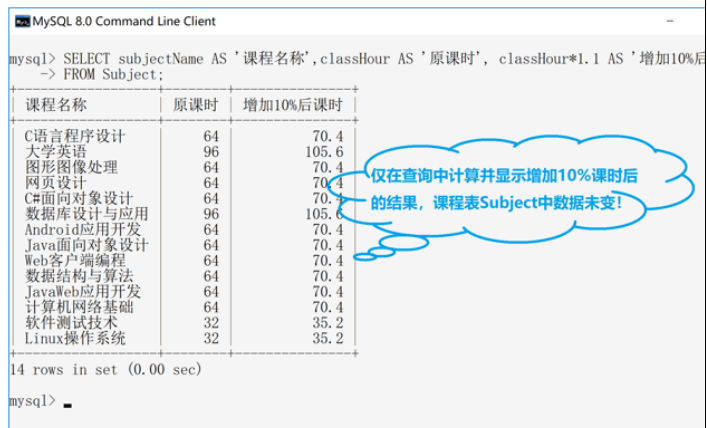 MySQL 8.0 Command Line Client
mysql> SELECT subjectName AS '课程名称',classHour AS '原课时', classHour*1.1 AS '增加10%后
-> FROM Subject;
课程名称 | 原课时 | 增加10%后课时
C语言程序设计 | 64 | 70.4
大学英语 | 96 | 105.6
图形图像处理 | 64 | 70.4
网页设计 | 64 | 70.4
C#面向对象设计 | 64 | 70.
数据库设计与应用 | 96 | 105.6
Android应用开发 | 64 | 70.4
Java面向对象设计 | 64 | 70.4
Web客户端编程 | 64 | 70.4
数据结构与算法 | 64 | 70.4
JavaWeb应用开发 | 64 | 70.4
计算机网络基础 | 64 | 70.4
软件测试技术 | 32 | 35.2
Linux操作系统 | 32 | 35.2
仅在查询中计算并显示增加10%课时后
的结果，课程表Subject中数据未变！
14 rows in set (0.00 sec)
mysql>